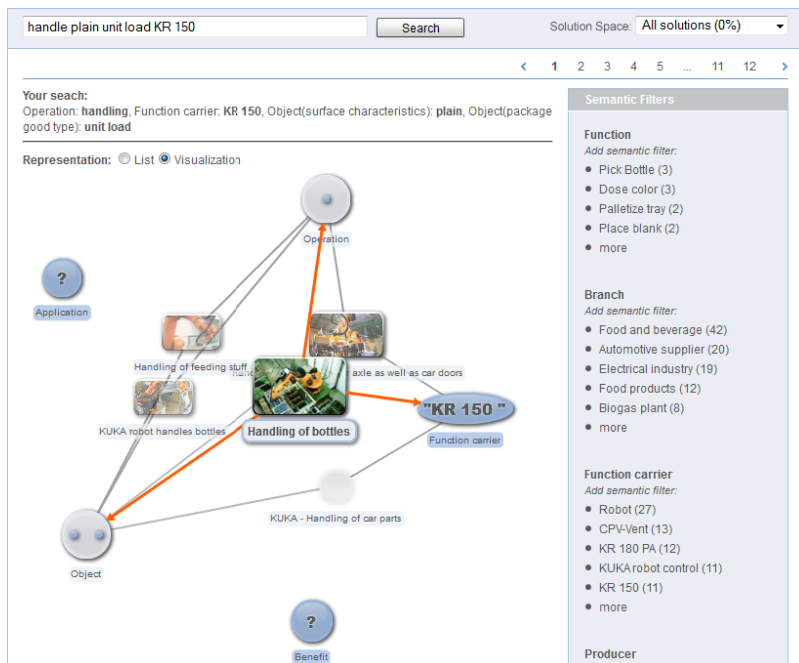 handle plain unit load KR 150
Search
Solution Space: All solutions (0%)
< 1 2 3 4 5 ... 11 12 >
Your seach:
Operation: handling, Function carrier: KR 150, Object(surface characteristics): plain, Object(package
good type): unit load
Representation: List Visualization
Operation
?
Application
Handling of feeding stuff
axle as well as car doors
KUKA robot handles bottles
Handling of bottles
"KR 150 "
Function carrier
KUKA - Handling of car parts
Object
?
Benefit
Semantic Filters
Function
Add semantic filter:
Pick Bottle (3)
Dose color (3)
Palletize tray (2)
Place blank (2)
more
Branch
Add semantic filter:
Food and beverage (42)
Automotive supplier (20)
Electrical industry (19)
Food products (12)
Biogas plant (8)
more
Function carrier
Add semantic filter:
Robot (27)
CPV-Vent (13)
KR 180 PA (12)
KUKA robot control (11)
KR 150 (11)
more
Producer